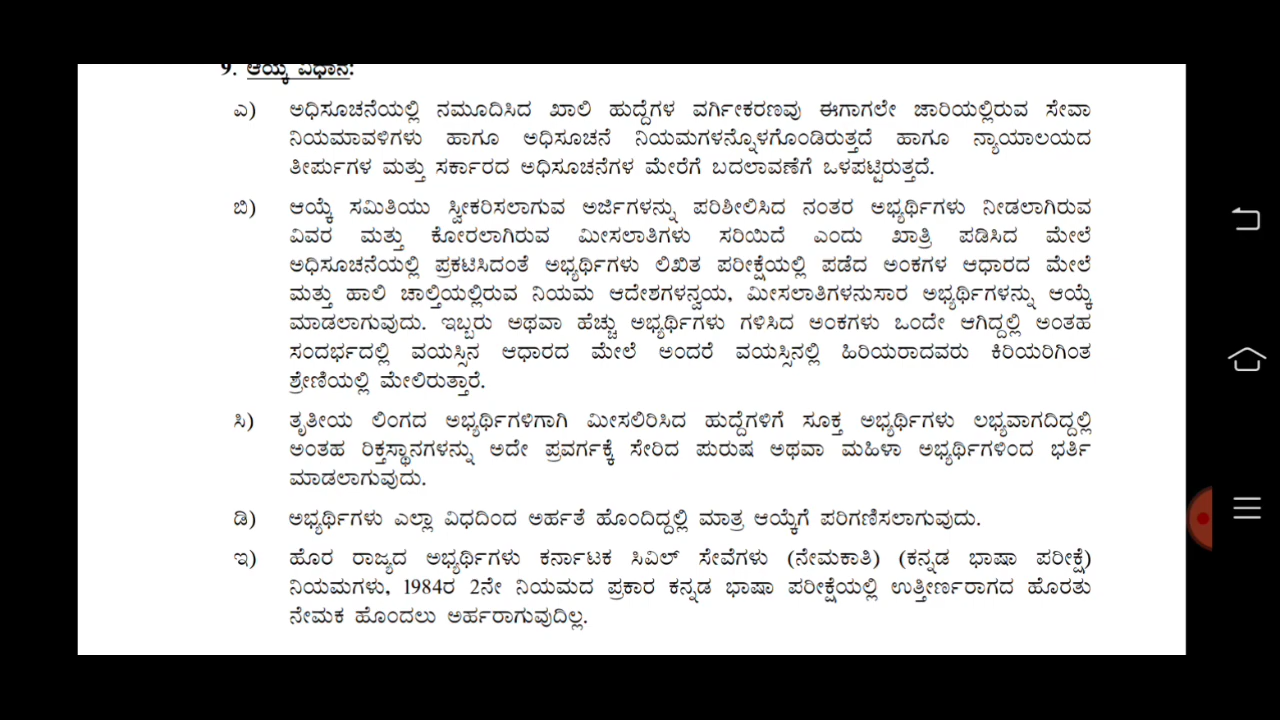 9. ಆಯ್ಕೆ ವಿಧಾನ:
ಎ) ಅಧಿಸೂಚನೆಯಲ್ಲಿ ನಮೂದಿಸಿದ ಖಾಲಿ ಹುದ್ದೆಗಳ ವರ್ಗೀಕರಣವು ಈಗಾಗಲೇ ಜಾರಿಯಲ್ಲಿರುವ ಸೇವಾ
ನಿಯಮಾವಳಿಗಳು ಹಾಗೂ ಅಧಿಸೂಚನೆ ನಿಯಮಗಳನ್ನೊಳಗೊಂಡಿರುತ್ತದೆ ಹಾಗೂ ನ್ಯಾಯಾಲಯದ
ತೀರ್ಪುಗಳ ಮತ್ತು ಸರ್ಕಾರದ ಅಧಿಸೂಚನೆಗಳ ಮೇರೆಗೆ ಬದಲಾವಣೆಗೆ ಒಳಪಟ್ಟಿರುತ್ತದೆ.
ಬಿ) ಆಯ್ಕೆ ಸಮಿತಿಯು ಸ್ವೀಕರಿಸಲಾಗುವ ಅರ್ಜಿಗಳನ್ನು ಪರಿಶೀಲಿಸಿದ ನಂತರ ಅಭ್ಯರ್ಥಿಗಳು ನೀಡಲಾಗಿರುವ
ವಿವರ ಮತ್ತು ಕೋರಲಾಗಿರುವ ಮೀಸಲಾತಿಗಳು ಸರಿಯಿದೆ ಎಂದು ಖಾತ್ರಿ ಪಡಿಸಿದ ಮೇಲೆ
ಅಧಿಸೂಚನೆಯಲ್ಲಿ ಪ್ರಕಟಿಸಿದಂತೆ ಅಭ್ಯರ್ಥಿಗಳು ಲಿಖಿತ ಪರೀಕ್ಷೆಯಲ್ಲಿ ಪಡೆದ ಅಂಕಗಳ ಆಧಾರದ ಮೇಲೆ
ಮತ್ತು ಹಾಲಿ ಚಾಲ್ತಿಯಲ್ಲಿರುವ ನಿಯಮ ಆದೇಶಗಳನ್ವಯ, ಮೀಸಲಾತಿಗಳನುಸಾರ ಅಭ್ಯರ್ಥಿಗಳನ್ನು ಆಯ್ಕೆ
ಮಾಡಲಾಗುವುದು. ಇಬ್ಬರು ಅಥವಾ ಹೆಚ್ಚು ಅಭ್ಯರ್ಥಿಗಳು ಗಳಿಸಿದ ಅಂಕಗಳು ಒಂದೇ ಆಗಿದ್ದಲ್ಲಿ ಅಂತಹ
ಸಂದರ್ಭದಲ್ಲಿ ವಯಸ್ಸಿನ ಆಧಾರದ ಮೇಲೆ ಅಂದರೆ ವಯಸ್ಸಿನಲ್ಲಿ ಹಿರಿಯರಾದವರು ಕಿರಿಯರಿಗಿಂತ
ಶ್ರೇಣಿಯಲ್ಲಿ ಮೇಲಿರುತ್ತಾರೆ.
ಸಿ) ತೃತೀಯ ಲಿಂಗದ ಅಭ್ಯರ್ಥಿಗಳಿಗಾಗಿ ಮೀಸಲಿರಿಸಿದ ಹುದ್ದೆಗಳಿಗೆ ಸೂಕ್ತ ಅಭ್ಯರ್ಥಿಗಳು ಲಭ್ಯವಾಗದಿದ್ದಲ್ಲಿ
ಅಂತಹ ರಿಕ್ತಸ್ಥಾನಗಳನ್ನು ಅದೇ ಪ್ರವರ್ಗಕ್ಕೆ ಸೇರಿದ ಪುರುಷ ಅಥವಾ ಮಹಿಳಾ ಅಭ್ಯರ್ಥಿಗಳಿಂದ ಭರ್ತಿ
ಮಾಡಲಾಗುವುದು.
ಡಿ) ಅಭ್ಯರ್ಥಿಗಳು ಎಲ್ಲಾ ವಿಧದಿಂದ ಅರ್ಹತೆ ಹೊಂದಿದ್ದಲ್ಲಿ ಮಾತ್ರ ಆಯ್ಕೆಗೆ ಪರಿಗಣಿಸಲಾಗುವುದು.
ಇ) ಹೊರ ರಾಜ್ಯದ ಅಭ್ಯರ್ಥಿಗಳು ಕರ್ನಾಟಕ ಸಿವಿಲ್ ಸೇವೆಗಳು (ನೇಮಕಾತಿ) (ಕನ್ನಡ ಭಾಷಾ ಪರೀಕ್ಷೆ)
ನಿಯಮಗಳು, 1984ರ 2ನೇ ನಿಯಮದ ಪ್ರಕಾರ ಕನ್ನಡ ಭಾಷಾ ಪರೀಕ್ಷೆಯಲ್ಲಿ ಉತ್ತೀರ್ಣರಾಗದ ಹೊರತು
ನೇಮಕ ಹೊಂದಲು ಅರ್ಹರಾಗುವುದಿಲ್ಲ.